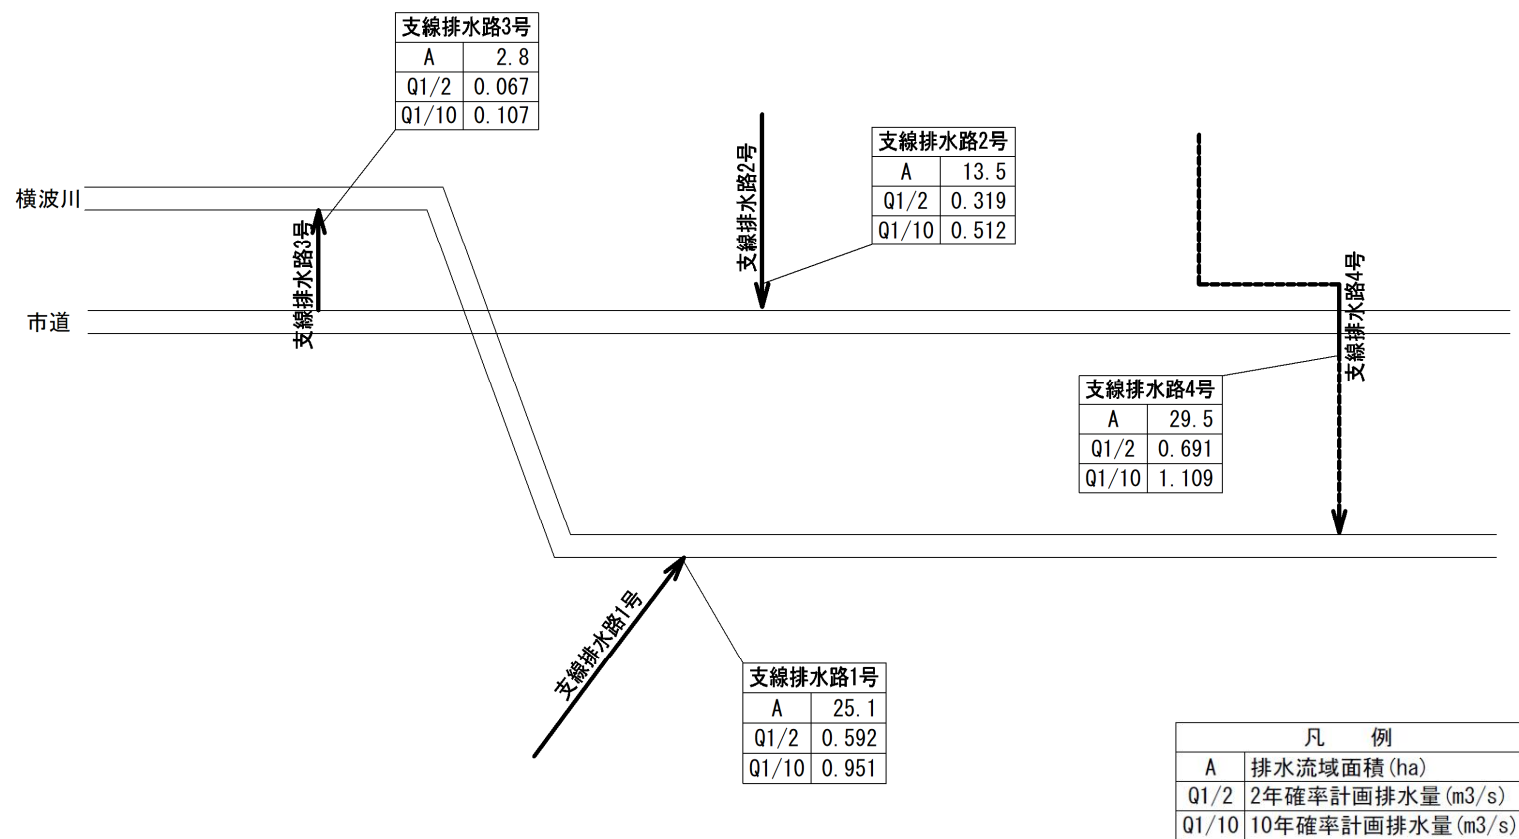 支線排水路3号
A 2.8
Q1/2 0.067
Q1/10 0.107
支線排水路2号
支線排水路2号
A 13.5
Q1/2 0.319
Q1/10 0.512
横波川
支線排水路3号
市道
支線排水路4号
支線排水路4号
A 29.5
Q1/2 0.691
Q1/10 1.109
支線排水路1号
支線排水路1号
A 25.1
Q1/2 0.592
Q1/10 0.951
凡 例
A 排水流域面積(ha)
Q1/2 2年確率計画排水量(m3/s)
Q1/10 10年確率計画排水量(m3/s)